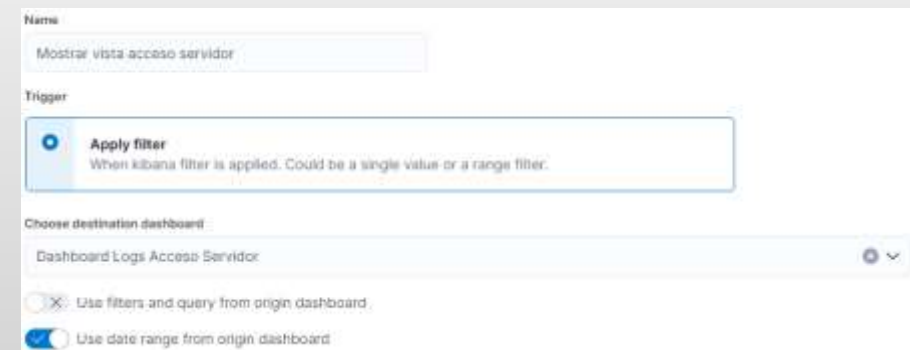 Name
Mostrar vista acceso servidor
Trigger
Apply filter
When kibana filter is applied. Could be a single value or a range filter.
Choose destination dashboard
Dashboard Logs Acceso Servidor
Use filters and query from origin dashboard
Use date range from origin dashboard